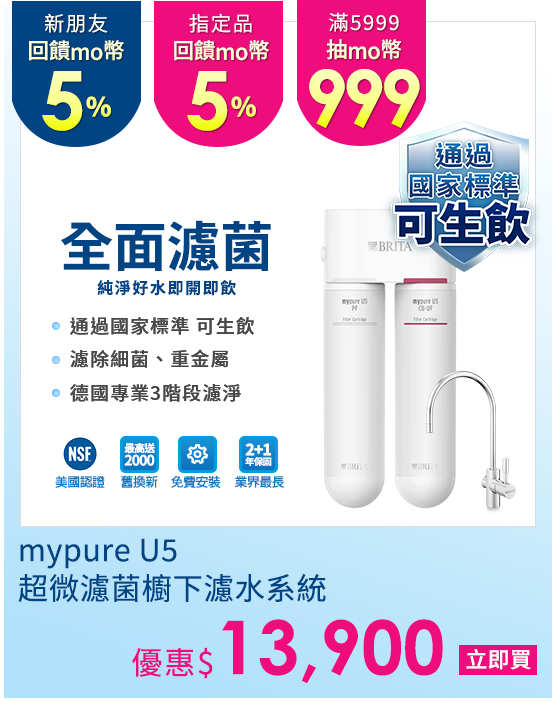 新朋友
回饋mo幣
5%
指定品
回饋mo幣
5%
滿5999
抽mo幣
999
通過
國家標準
可生飲
BRITA
全面濾菌
純淨好水即開即飲
通過國家標準 可生飲
濾除細菌、重金屬
德國專業3階段濾淨
mypure U5
PF
Filter Cartridge
mypure U5
CB-UF
Filter Cartridge
BRITA
BRITA
NSF
美國認證
最高送
2000
舊換新
免費安裝
2+1
年保固
業界最長
mypure U5
超微濾菌櫥下濾水系統
優惠$13,900
立即買